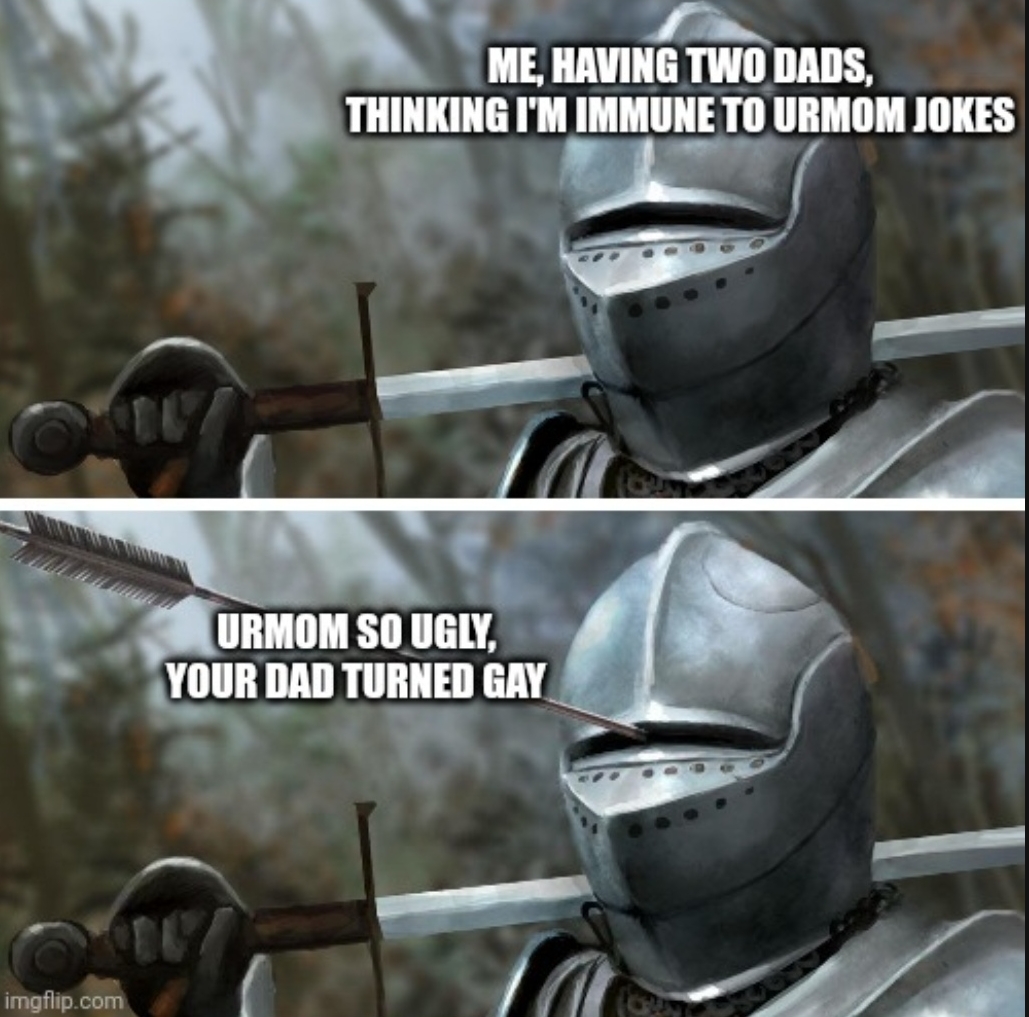 ME, HAVING TWO DADS,
THINKING I'M IMMUNE TO URMOM JOKES
URMOM SO UGLY,
YOUR DAD TURNED GAY
imgflip.com